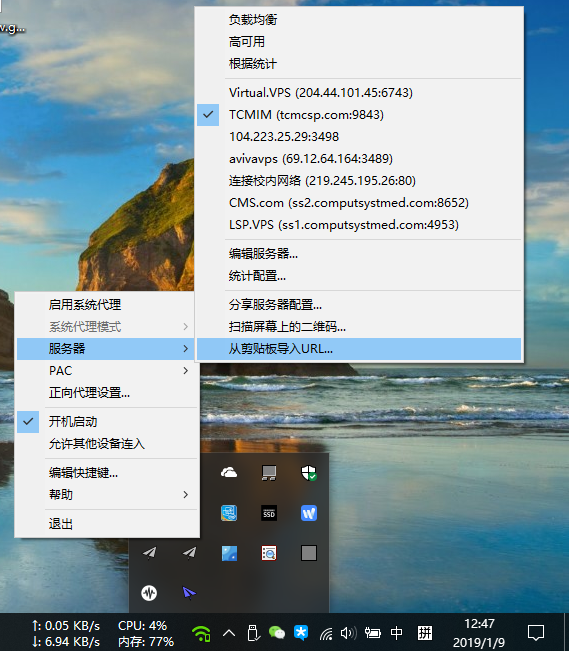 v.g...
负载均衡
高可用
根据统计
Virtual.VPS (204.44.101.45:6743)
TCMIM (tcmcsp.com:9843)
104.223.25.29:3498
avivavps (69.12.64.164:3489)
连接校内网络 (219.245.195.26:80)
CMS.com (ss2.computsystmed.com:8652)
LSP.VPS (ss1.computsystmed.com:4953)
编辑服务器...
统计配置...
分享服务器配置...
扫描屏幕上的二维码...
从剪贴板导入URL...
启用系统代理
系统代理模式
服务器
PAC
正向代理设置...
开机启动
允许其他设备连入
编辑快捷键...
帮助
退出
SSD
W
↑: 0.05 KB/s
↓: 6.94 KB/s
CPU: 4%
内存: 77%
中
拼
12:47
2019/1/9